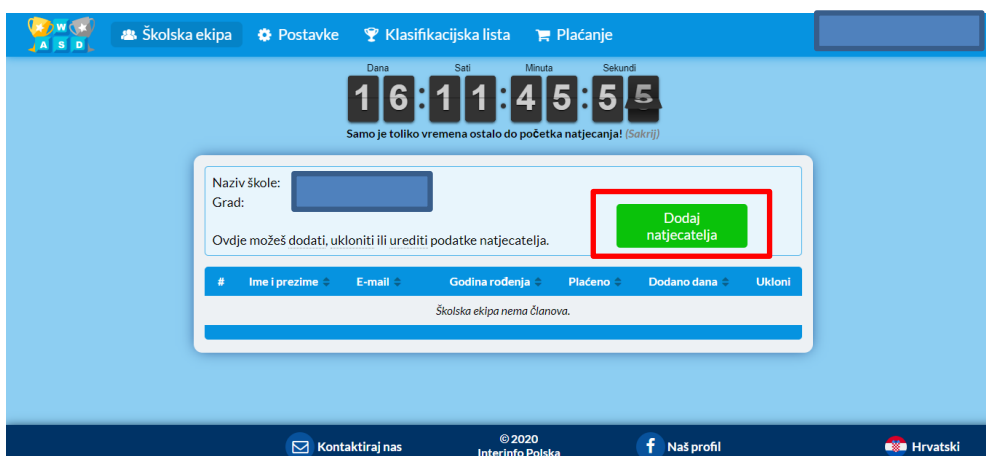 W
A S D
Školska ekipa Postavke Klasifikacijska lista Plaćanje
Dana Sati Minuta Sekundi
16:11:45:55
Samo je toliko vremena ostalo do početka natjecanja! (Sakrij)
Naziv škole:
Grad:
Dodaj
natjecatelja
Ovdje možeš dodati, ukloniti ili urediti podatke natjecatelja.
# Ime i prezime E-mail Godina rođenja Plaćeno Dodano dana Ukloni
Školska ekipa nema članova.
Kontaktiraj nas
© 2020
Interinfo Polska
f Naš profil
Hrvatski